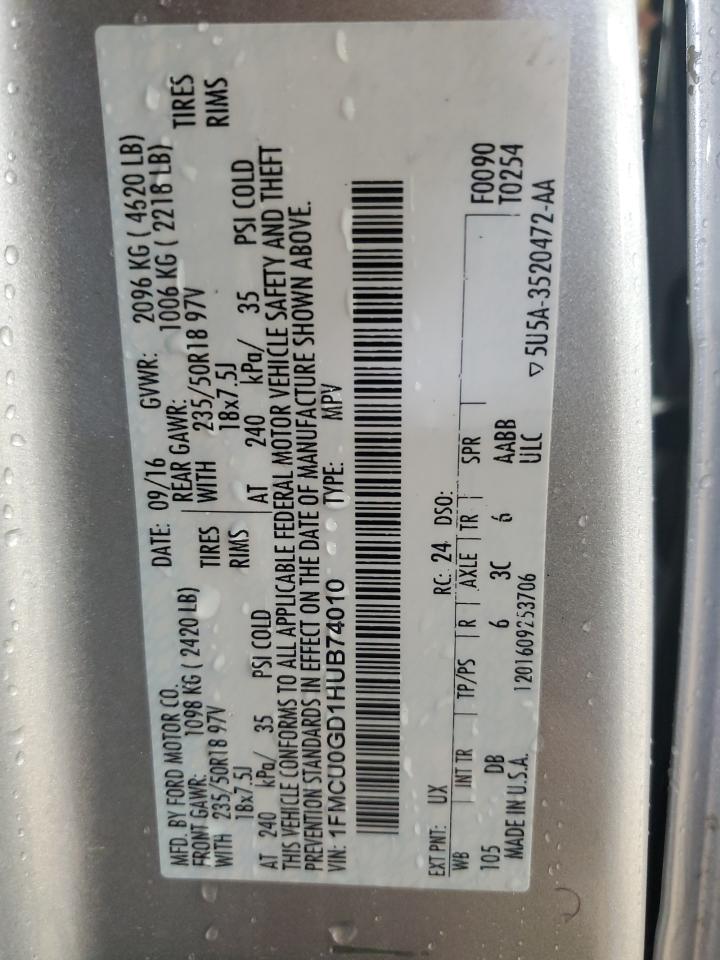 MFD. BY FORD MOTOR CO.
DATE: 09/16 GVWR: 2096 KG ( 4620 LB)
FRONT GAWR: 1098 KG ( 2420 LB) REAR GAWR: 1006 KG ( 2218 LB)
WITH 235/50R18 97V TIRES WITH 235/50R18 97V TIRES
18x7.5J RIMS 18x7.5J RIMS
AT 240 kPa/ 35 PSI COLD AT 240 kPa/ 35 PSI COLD
THIS VEHICLE CONFORMS TO ALL APPLICABLE FEDERAL MOTOR VEHICLE SAFETY AND THEFT
PREVENTION STANDARDS IN EFFECT ON THE DATE OF MANUFACTURE SHOWN ABOVE.
VIN: 1FMCU0GD1HUB74010 TYPE: MPV
EXT PNT: UX RC: 24 DSO:
WB INT TR TP/PS R AXLE TR SPR F0090
105 DB 6 3C 6 AABB T0254
MADE IN U.S.A. 1201609253706 ULC ▽5U5A-3520472-AA